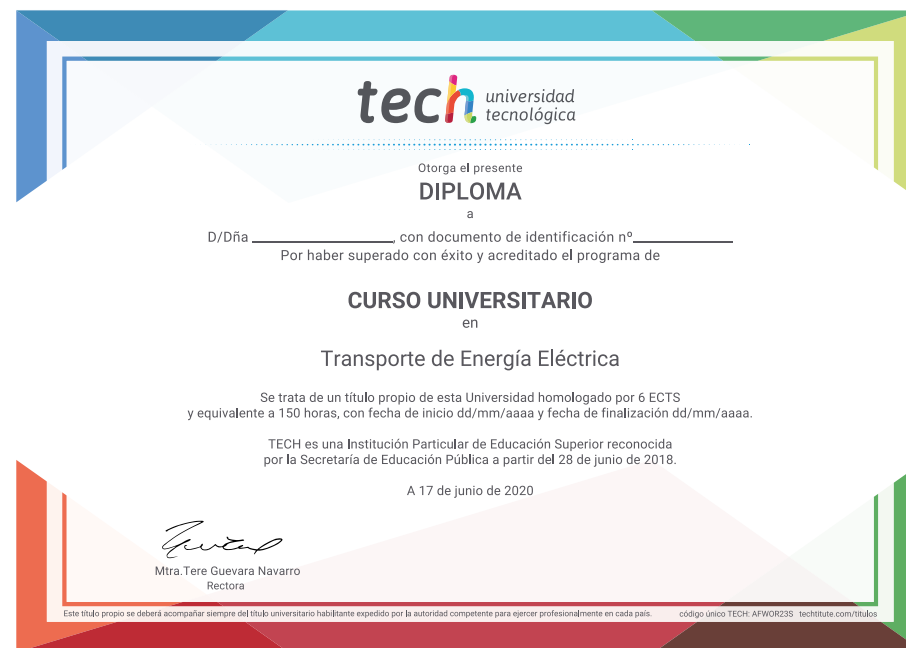 tech universidad
tecnológica
Otorga el presente
DIPLOMA
a
D/Dña ____________________, con documento de identificación nº______________
Por haber superado con éxito y acreditado el programa de
CURSO UNIVERSITARIO
en
Transporte de Energía Eléctrica
Se trata de un título propio de esta Universidad homologado por 6 ECTS
y equivalente a 150 horas, con fecha de inicio dd/mm/aaaa y fecha de finalización dd/mm/aaaa.
TECH es una Institución Particular de Educación Superior reconocida
por la Secretaría de Educación Pública a partir del 28 de junio de 2018.
A 17 de junio de 2020
Mtra.Tere Guevara Navarro
Rectora
Este título propio se deberá acompañar siempre del título universitario habilitante expedido por la autoridad competente para ejercer profesionalmente en cada país. código único TECH: AFWOR23S techtitute.com/titulos